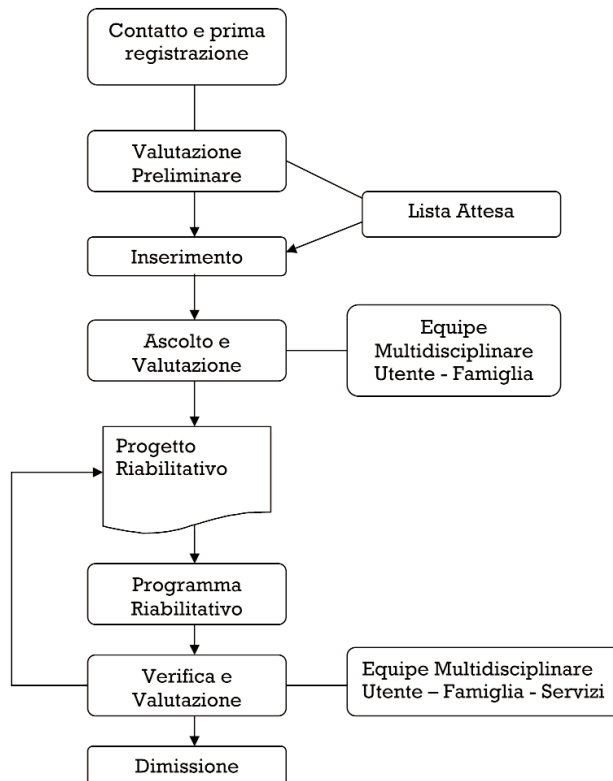 Contatto e prima
registrazione
Valutazione
Preliminare
Lista Attesa
Inserimento
Ascolto e
Valutazione
Equipe
Multidisciplinare
Utente - Famiglia
Progetto
Riabilitativo
Programma
Riabilitativo
Verifica e
Valutazione
Equipe Multidisciplinare
Utente – Famiglia - Servizi
Dimissione